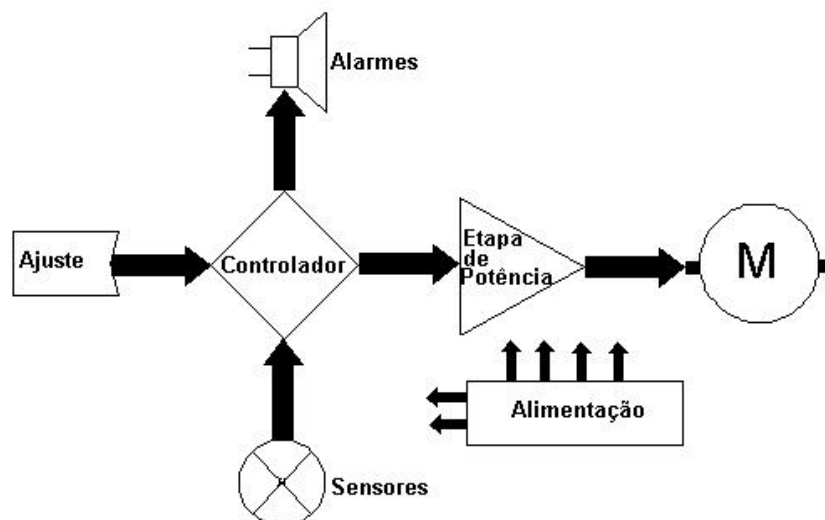 Alarmes
Ajuste
Controlador
Etapa
de
Potência
M
Alimentação
Sensores